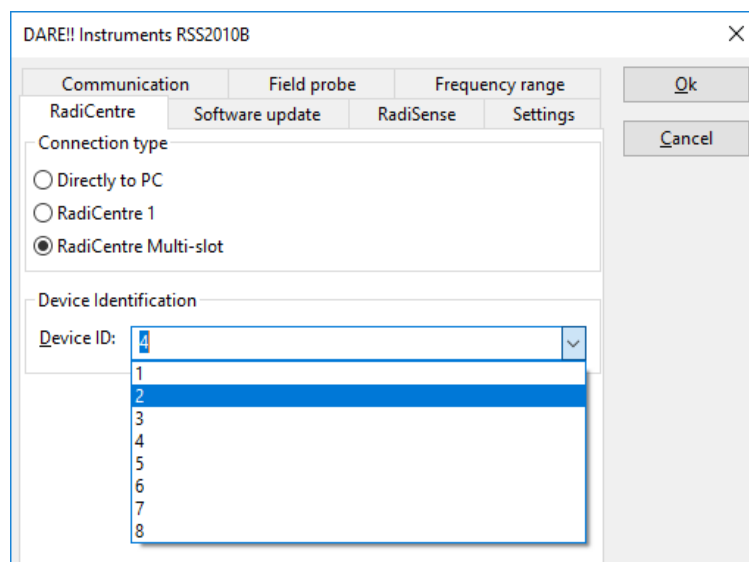 DARE!! Instruments RSS2010B
Communication Field probe Frequency range
RadiCentre Software update RadiSense Settings
Ok
Cancel
Connection type
Directly to PC
RadiCentre 1
RadiCentre Multi-slot
Device Identification
Device ID: 4
1
2
3
4
5
6
7
8